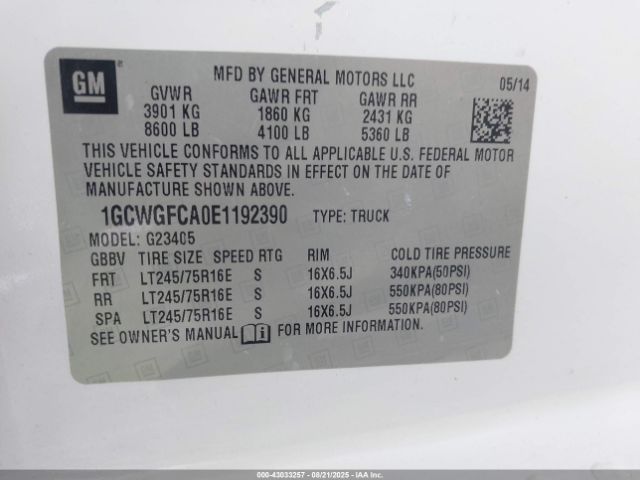 GM
MFD BY GENERAL MOTORS LLC 05/14
GVWR GAWR FRT GAWR RR
3901 KG 1860 KG 2431 KG
8600 LB 4100 LB 5360 LB
THIS VEHICLE CONFORMS TO ALL APPLICABLE U.S. FEDERAL MOTOR
VEHICLE SAFETY STANDARDS IN EFFECT ON THE DATE OF
MANUFACTURE SHOWN ABOVE.
1GCWGFCA0E1192390 TYPE: TRUCK
MODEL: G23405
GBBV TIRE SIZE SPEED RTG RIM COLD TIRE PRESSURE
FRT LT245/75R16E S 16X6.5J 340KPA(50PSI)
RR LT245/75R16E S 16X6.5J 550KPA(80PSI)
SPA LT245/75R16E S 16X6.5J 550KPA(80PSI)
SEE OWNER'S MANUAL FOR MORE INFORMATION.
000-43033257 - 08/21/2025 - IAA Inc.